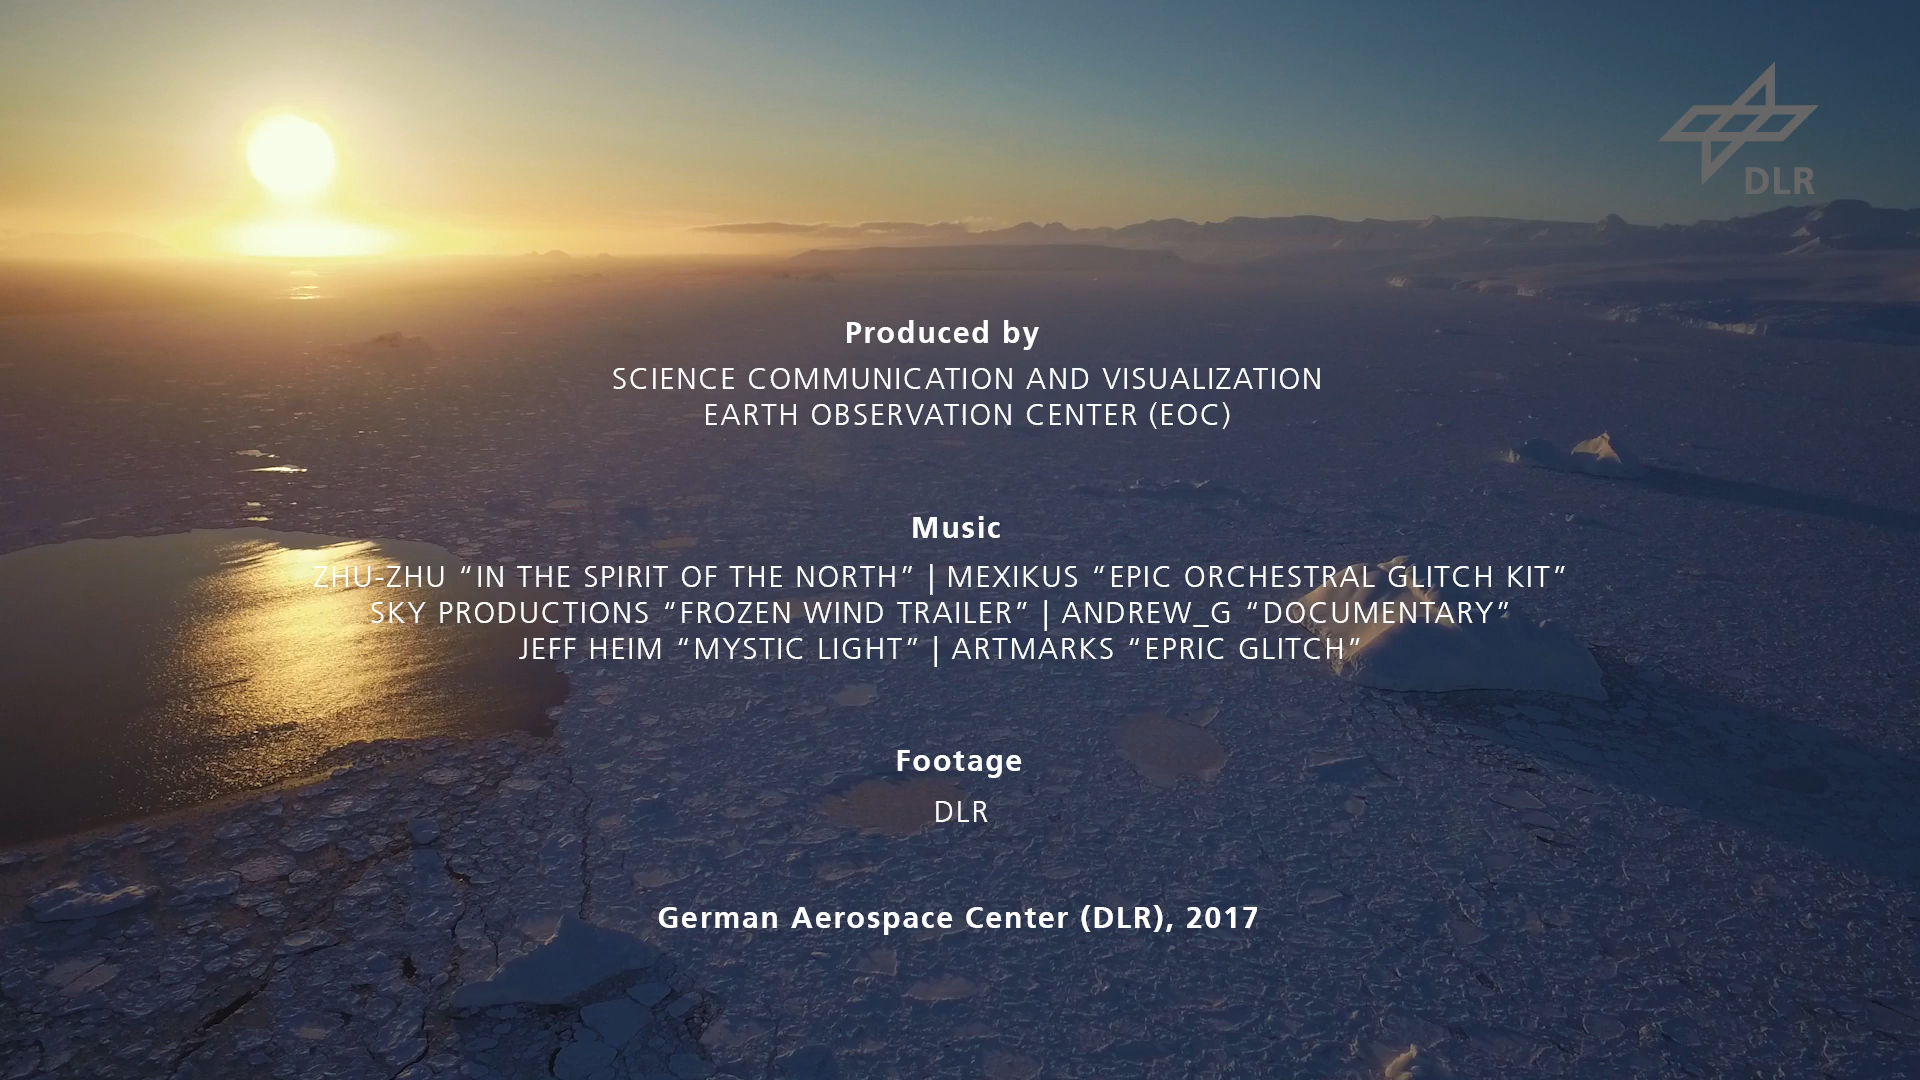 DLR
Produced by
SCIENCE COMMUNICATION AND VISUALIZATION
EARTH OBSERVATION CENTER (EOC)
Music
ZHU-ZHU “IN THE SPIRIT OF THE NORTH” | MEXIKUS “EPIC ORCHESTRAL GLITCH KIT”
SKY PRODUCTIONS “FROZEN WIND TRAILER” | ANDREW_G “DOCUMENTARY”
JEFF HEIM “MYSTIC LIGHT” | ARTMARKS “EPRIC GLITCH”
Footage
DLR
German Aerospace Center (DLR), 2017